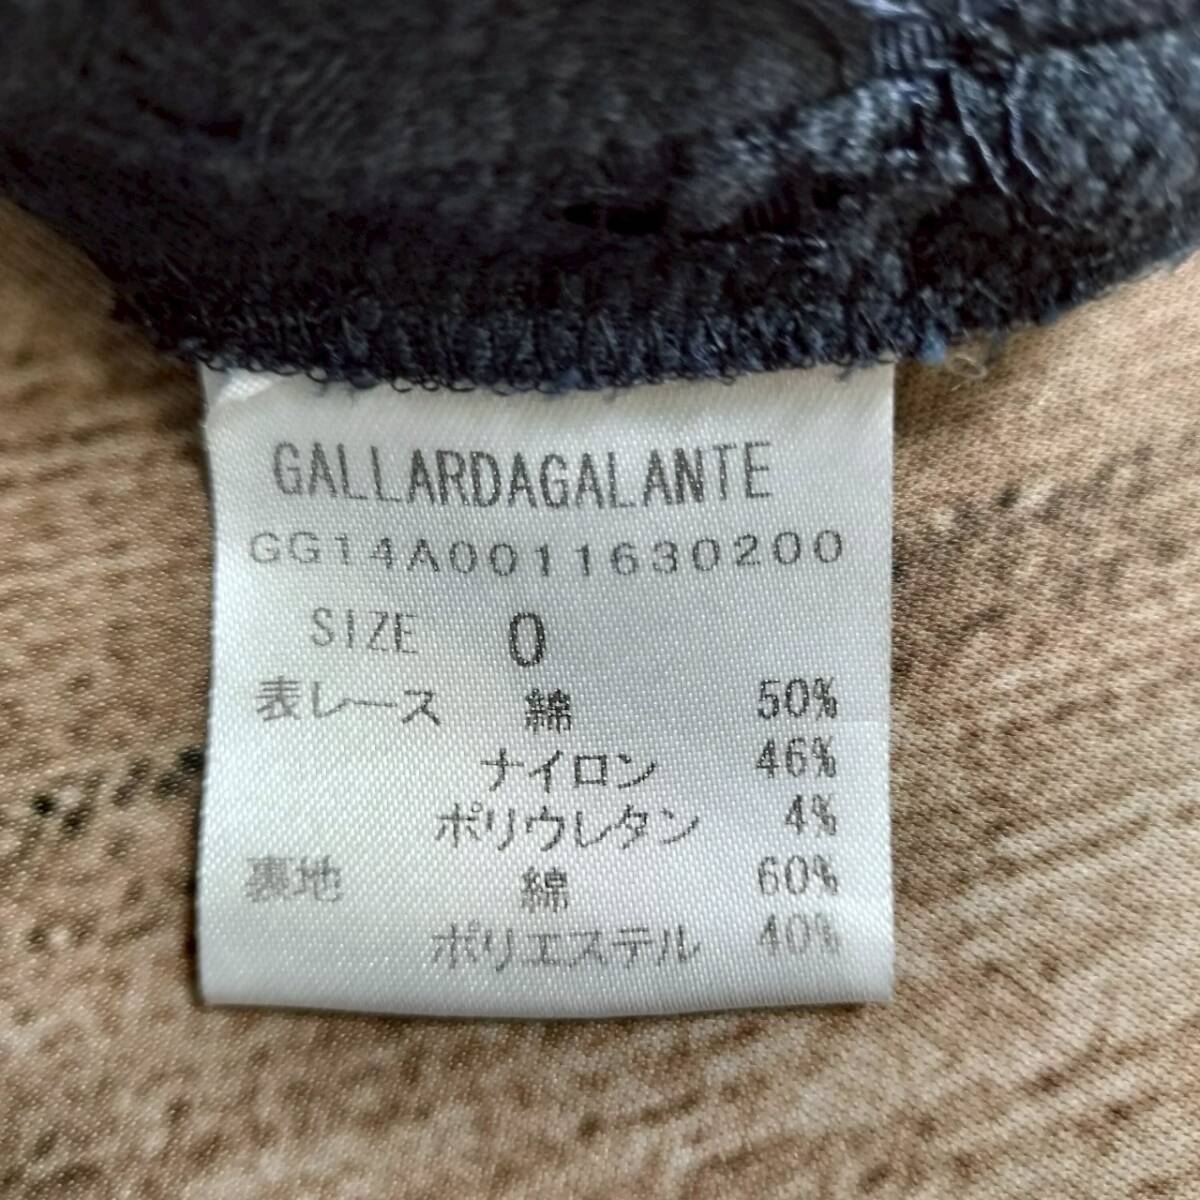 GALLARDAGALANTE
GG14A0011630200
SIZE 0
表レース 綿 50%
ナイロン 46%
ポリウレタン 4%
裏地 綿 60%
ポリエステル 40%